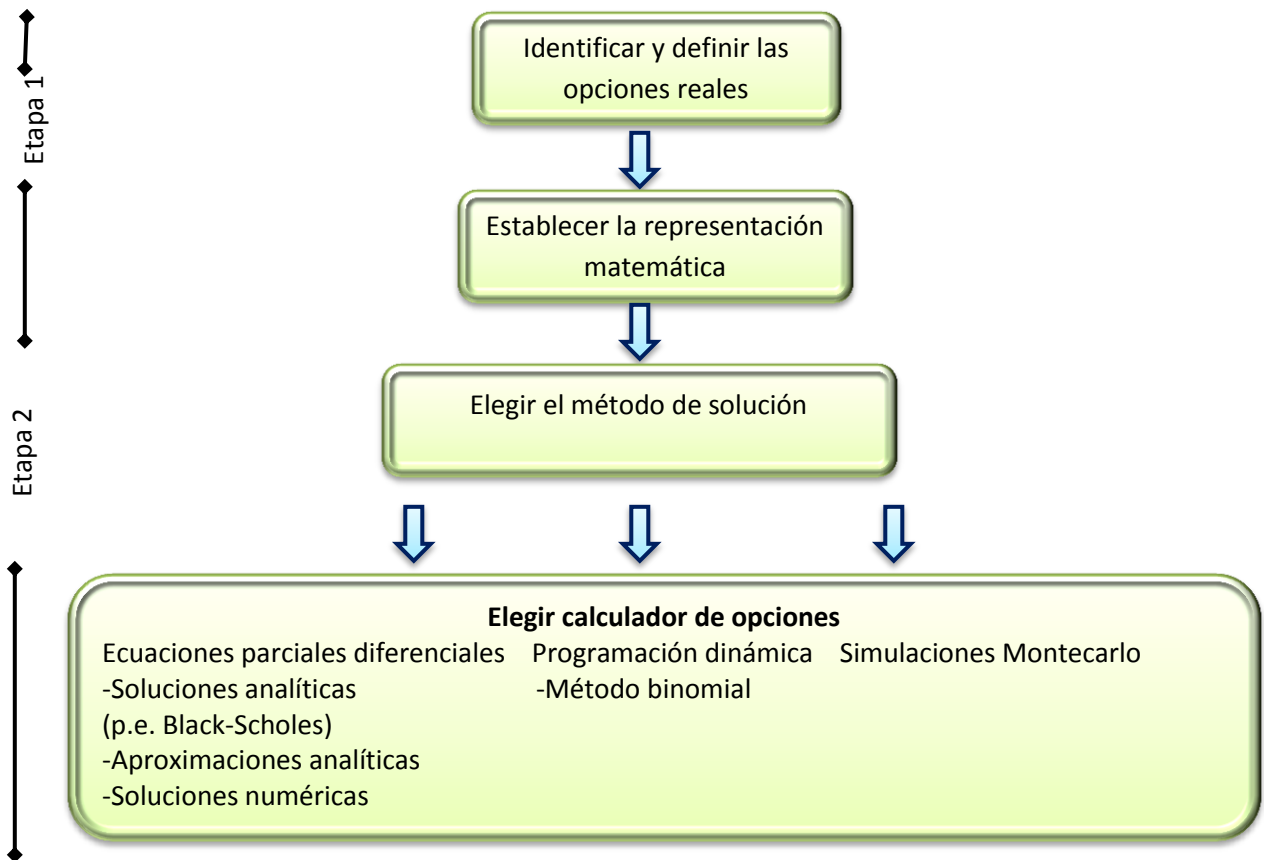 Identificar y definir las
opciones reales
Etapa 1
Establecer la representación
matemática
Elegir el método de solución
Etapa 2
Elegir calculador de opciones
Ecuaciones parciales diferenciales Programación dinámica Simulaciones Montecarlo
-Soluciones analíticas -Método binomial
(p.e. Black-Scholes)
-Aproximaciones analíticas
-Soluciones numéricas